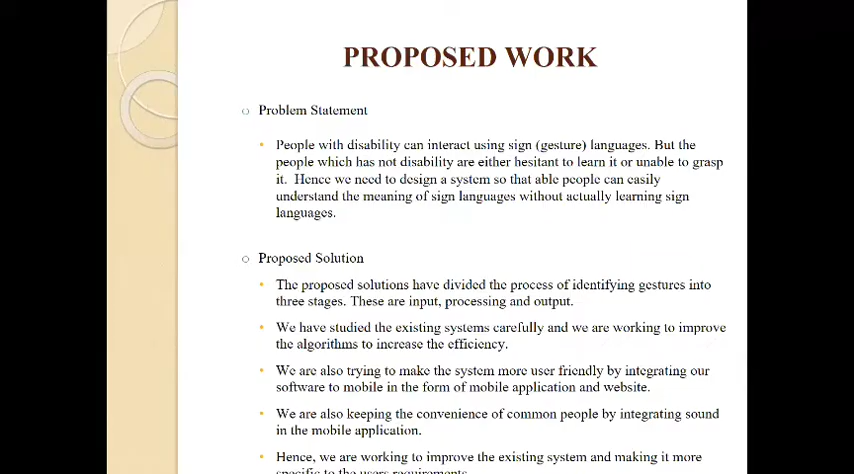 PROPOSED WORK
Problem Statement
People with disability can interact using sign (gesture) languages. But the
people which has not disability are either hesitant to learn it or unable to grasp
it. Hence we need to design a system so that able people can easily
understand the meaning of sign languages without actually learning sign
languages.
Proposed Solution
The proposed solutions have divided the process of identifying gestures into
three stages. These are input, processing and output.
We have studied the existing systems carefully and we are working to improve
the algorithms to increase the efficiency.
We are also trying to make the system more user friendly by integrating our
software to mobile in the form of mobile application and website.
We are also keeping the convenience of common people by integrating sound
in the mobile application.
Hence, we are working to improve the existing system and making it more
specific to the users requirements.